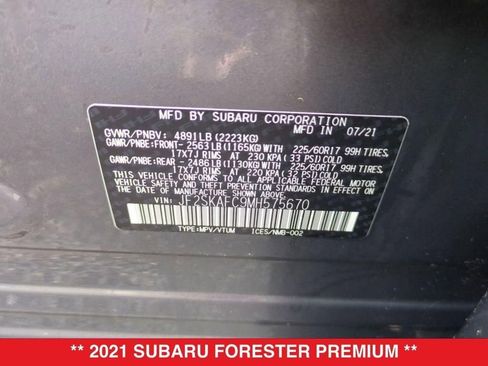 MFD BY SUBARU CORPORATION IN 07/21
GVWR/PNBV: 4891LB(2223KG)
GAWR/PNBE:FRONT- 2563LB(1165KG)WITH 225/60R17 99H TIRES,
17X7J RIMS AT 230 KPA(33 PSI)COLD
GAWR/PNBE:REAR -2486LB(1130KG)WITH 225/60R17 99H TIRES,
17X7J RIMS AT 220 KPA(32 PSI)COLD
THIS VEHICLE CONFORMS TO ALL APPLICABLE
U.S. FEDERAL MOTOR VEHICLE SAFETY
STANDARDS IN EFFECT ON THE DATE OF
MANUFACTURE SHOWN ABOVE.
VIN: JF2SKAFC9MH575670
TYPE:MPV/VTUM ICES/NMB-002
** 2021 SUBARU FORESTER PREMIUM **